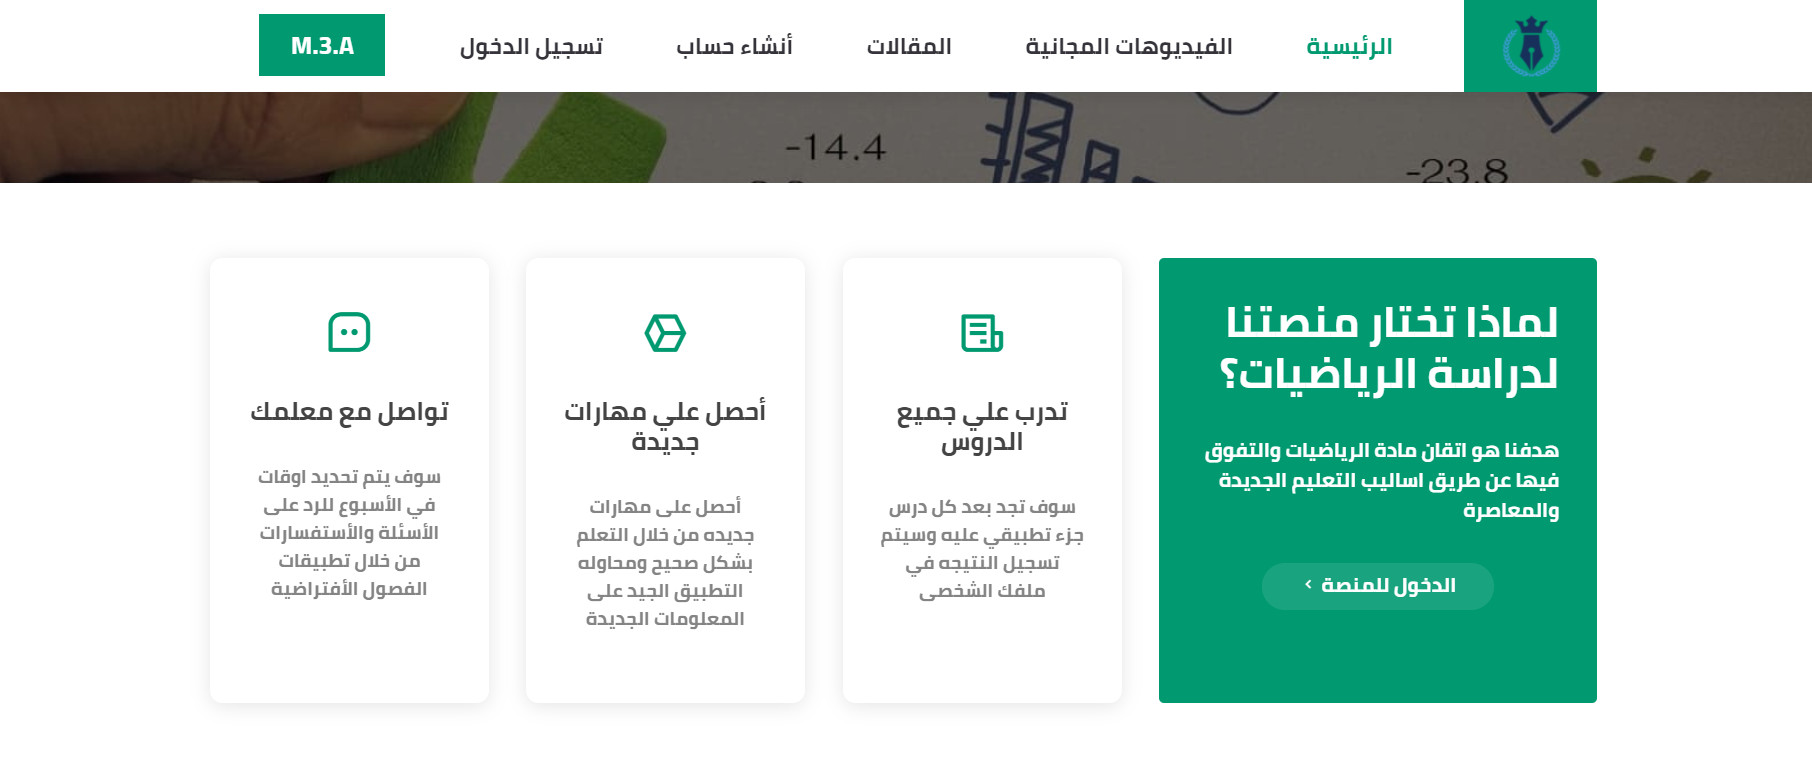 الرئيسية
الفيديوهات المجانية
المقالات
أنشاء حساب
تسجيل الدخول
M.3.A
-14.4
-23.8
لماذا تختار منصتنا
لدراسة الرياضيات؟
هدفنا هو اتقان مادة الرياضيات والتفوق
فيها عن طريق اساليب التعليم الجديدة
والمعاصرة
الدخول للمنصة
تدرب علي جميع
الدروس
سوف تجد بعد كل درس
جزء تطبيقي عليه وسيتم
تسجيل النتيجه في
ملفك الشخصى
أحصل علي مهارات
جديدة
أحصل على مهارات
جديده من خلال التعلم
بشكل صحيح ومحاوله
التطبيق الجيد على
المعلومات الجديدة
تواصل مع معلمك
سوف يتم تحديد اوقات
في الأسبوع للرد على
الأسئلة والأستفسارات
من خلال تطبيقات
الفصول الأفتراضية